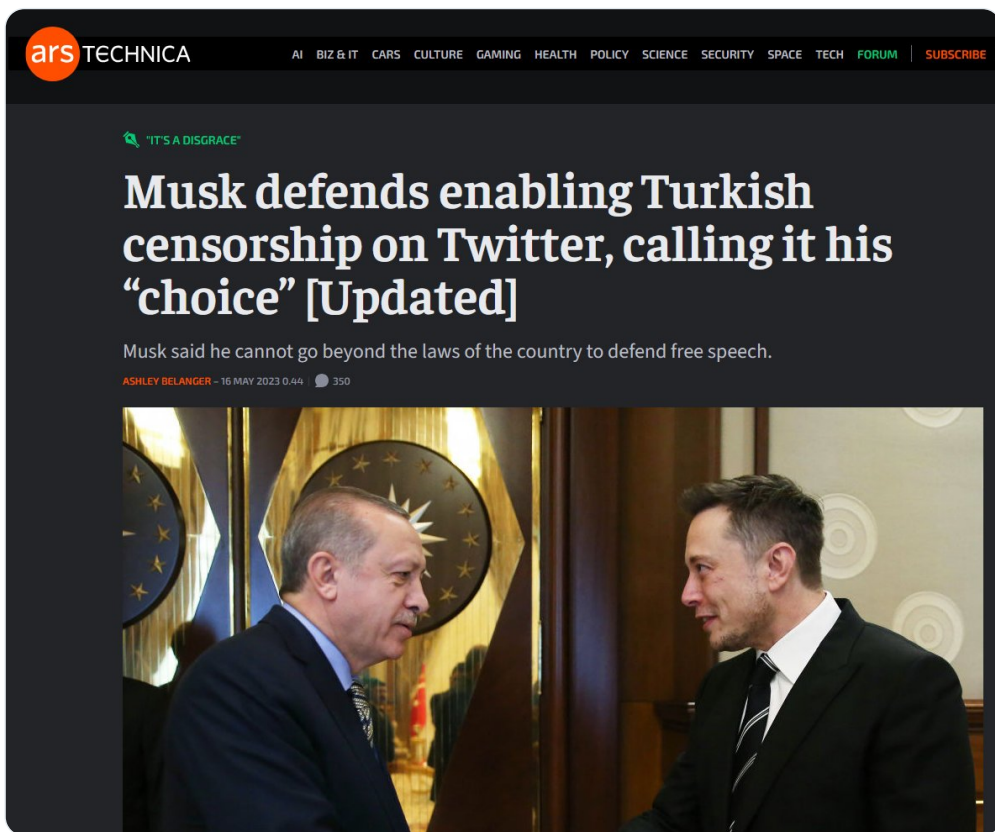 ars TECHNICA
AI BIZ & IT CARS CULTURE GAMING HEALTH POLICY SCIENCE SECURITY SPACE TECH FORUM SUBSCRIBE
"IT'S A DISGRACE"
Musk defends enabling Turkish
censorship on Twitter, calling it his
“choice” [Updated]
Musk said he cannot go beyond the laws of the country to defend free speech.
ASHLEY BELANGER – 16 MAY 2023 0.44 350